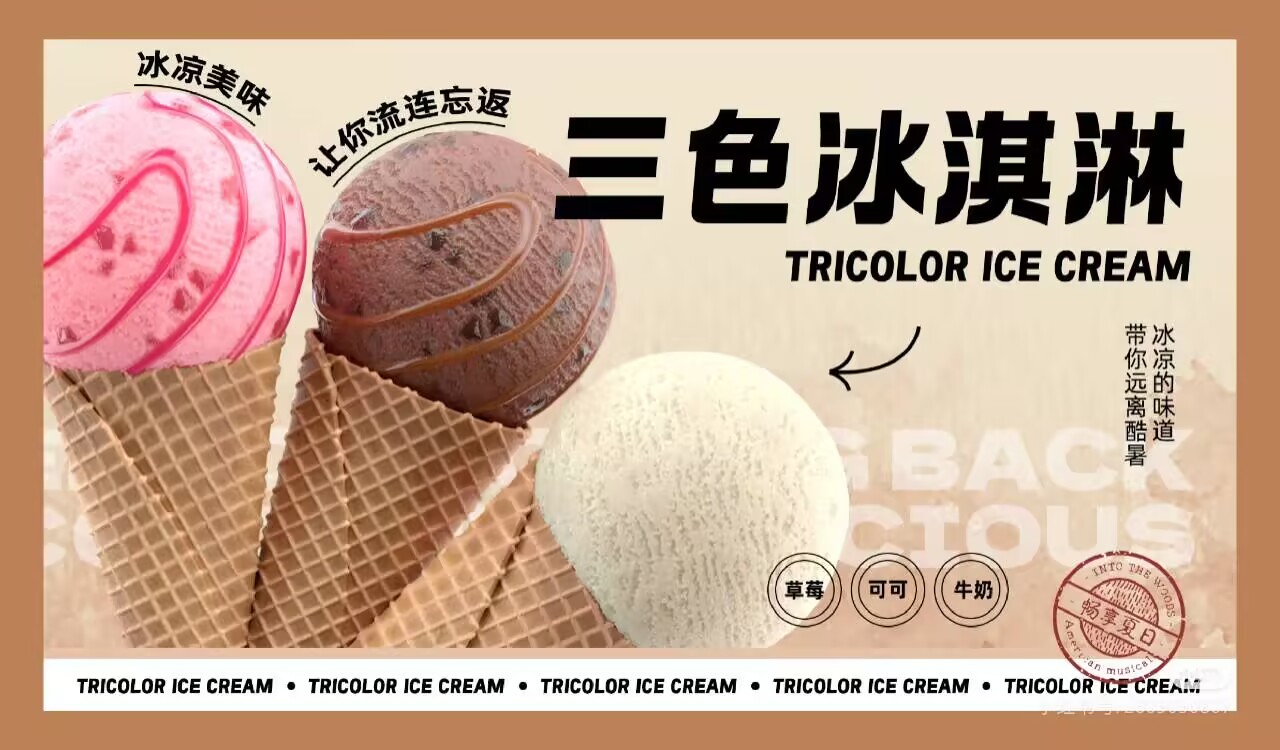 冰凉美味
让你流连忘返
三色冰淇淋
TRICOLOR ICE CREAM
冰凉的味道
带你远离酷暑
BACK
CIOUS
草莓
可可
牛奶
INTO THE WOODS
畅享夏日
American musical
TRICOLOR ICE CREAM • TRICOLOR ICE CREAM • TRICOLOR ICE CREAM • TRICOLOR ICE CREAM • TRICOLOR ICE CREAM